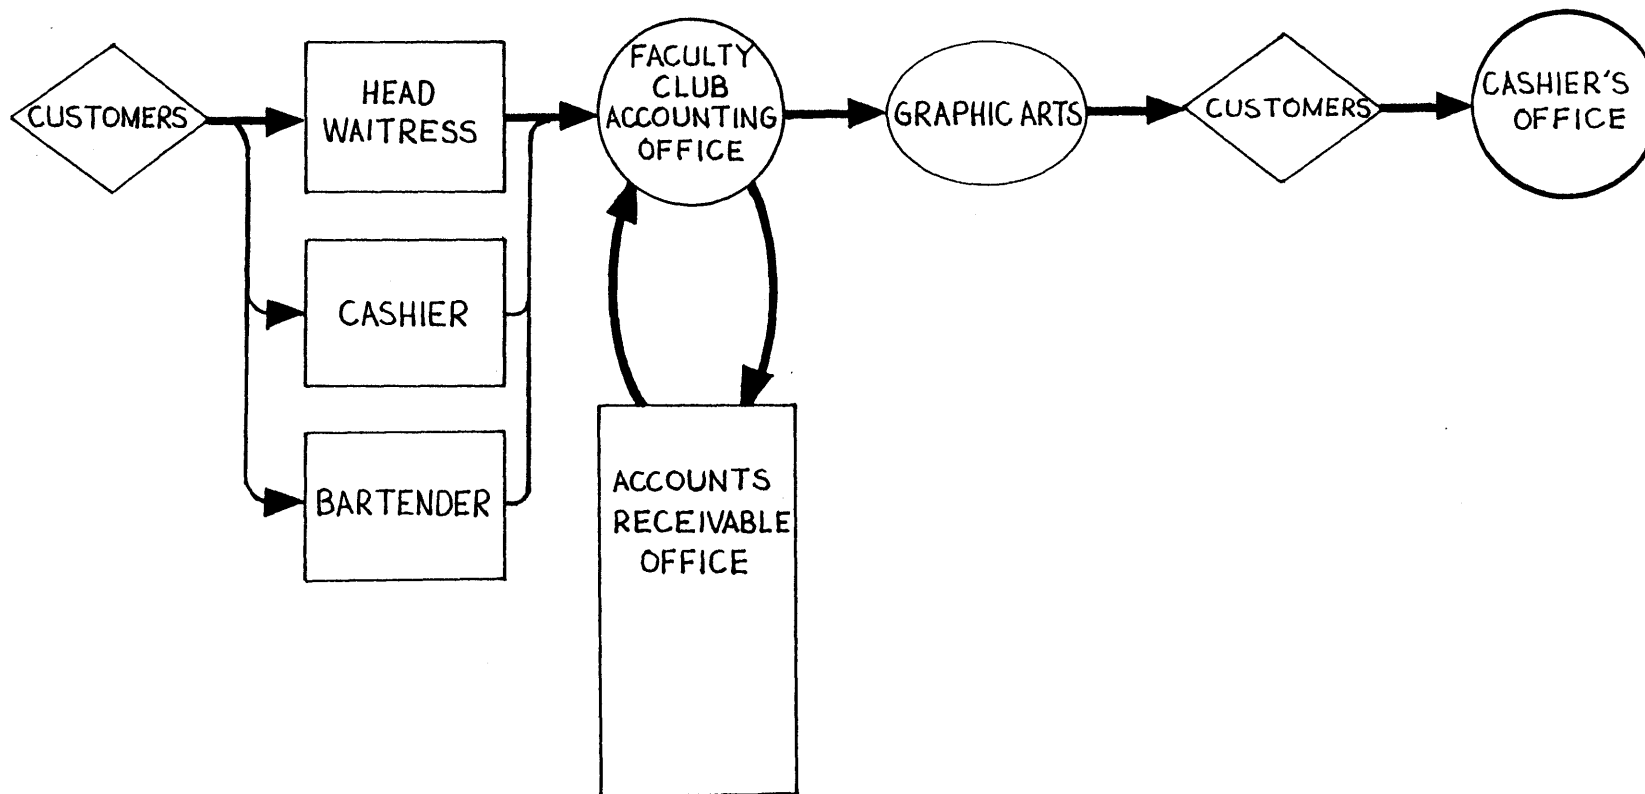 CUSTOMERS
HEAD
WAITRESS
CASHIER
BARTENDER
FACULTY
CLUB
ACCOUNTING
OFFICE
ACCOUNTS
RECEIVABLE
OFFICE
GRAPHIC ARTS
CUSTOMERS
CASHIER'S
OFFICE